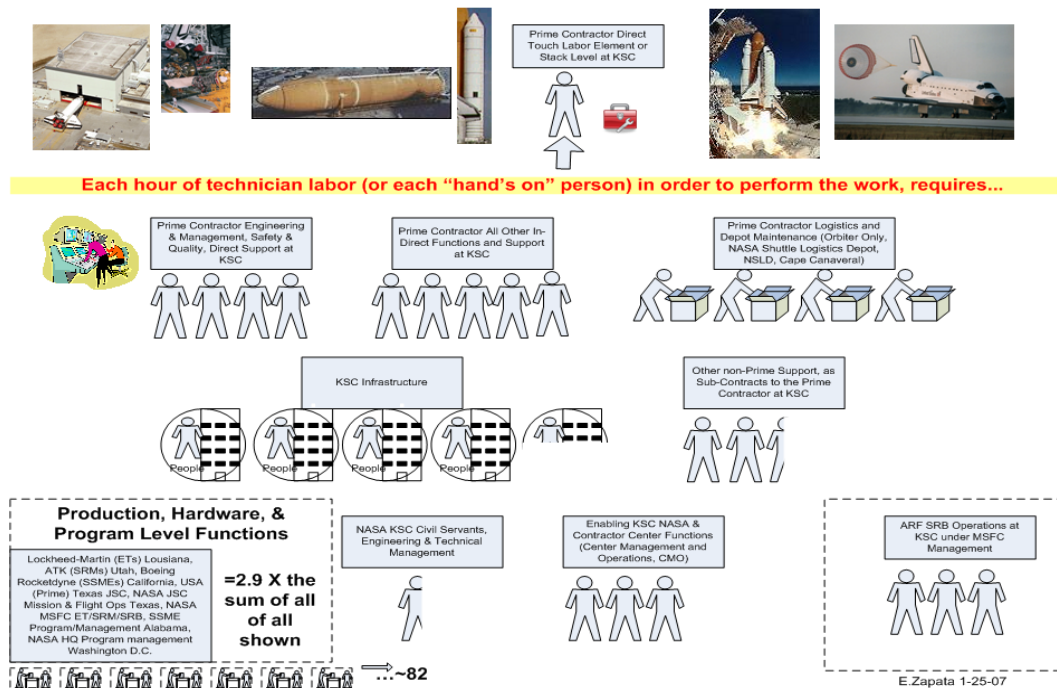 Prime Contractor Direct
Touch Labor Element or
Stack Level at KSC
Each hour of technician labor (or each “hand’s on” person) in order to perform the work, requires...
Prime Contractor Engineering
& Management, Safety &
Quality, Direct Support at
KSC
Prime Contractor All Other In-
Direct Functions and Support
at KSC
Prime Contractor Logistics and
Depot Maintenance (Orbiter Only,
NASA Shuttle Logistics Depot,
NSLD, Cape Canaveral)
KSC Infrastructure
Other non-Prime Support, as
Sub-Contracts to the Prime
Contractor at KSC
People
People
People
People
Production, Hardware, &
Program Level Functions
Lockheed-Martin (ETs) Lousiana,
ATK (SRMs) Utah, Boeing
Rocketdyne (SSMEs) California, USA
(Prime) Texas JSC, NASA JSC
Mission & Flight Ops Texas, NASA
MSFC ET/SRM/SRB, SSME
Program/Management Alabama,
NASA HQ Program management
Washington D.C.
=2.9 X the
sum of all
of all
shown
NASA KSC Civil Servants,
Engineering & Technical
Management
Enabling KSC NASA &
Contractor Center Functions
(Center Management and
Operations, CMO)
ARF SRB Operations at
KSC under MSFC
Management
...~82
E.Zapata 1-25-07